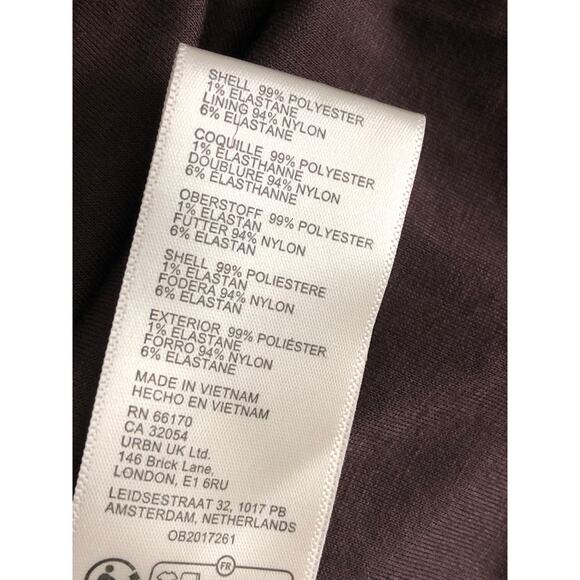 SHELL 99% POLYESTER
1% ELASTANE
LINING 94% NYLON
6% ELASTANE
COQUILLE 99% POLYESTER
1% ELASTHANNE
DOUBLURE 94% NYLON
6% ELASTHANNE
OBERSTOFF 99% POLYESTER
1% ELASTAN
FUTTER 94% NYLON
6% ELASTAN
SHELL 99% POLIESTERE
1% ELASTAN
FODERA 94% NYLON
6% ELASTAN
EXTERIOR 99% POLIÉSTER
1% ELASTANE
FORRO 94% NYLON
6% ELASTANE
MADE IN VIETNAM
HECHO EN VIETNAM
RN 66170
CA 32054
URBN UK Ltd.
146 Brick Lane,
LONDON, E1 6RU
LEIDSESTRAAT 32, 1017 PB
AMSTERDAM, NETHERLANDS
OB2017261
FR